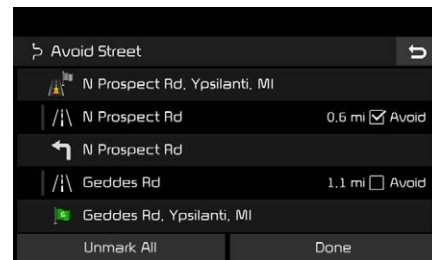 Avoid Street
N Prospect Rd, Ypsilanti, MI
N Prospect Rd 0.6 mi Avoid
N Prospect Rd
Geddes Rd 1.1 mi Avoid
G Geddes Rd, Ypsilanti, MI
Unmark All Done